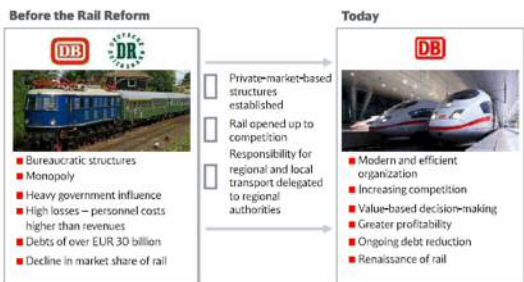 Before the Rail Reform
DB
DR
Bureaucratic structures
Monopoly
Heavy government influence
High losses – personnel costs
higher than revenues
Debts of over EUR 30 billion
Decline in market share of rail
Private-market-based
structures
established
Rail opened up to
competition
Responsibility for
regional and local
transport delegated
to regional
authorities
Today
DB
Modern and efficient
organization
Increasing competition
Value-based decision-making
Greater profitability
Ongoing debt reduction
Renaissance of rail